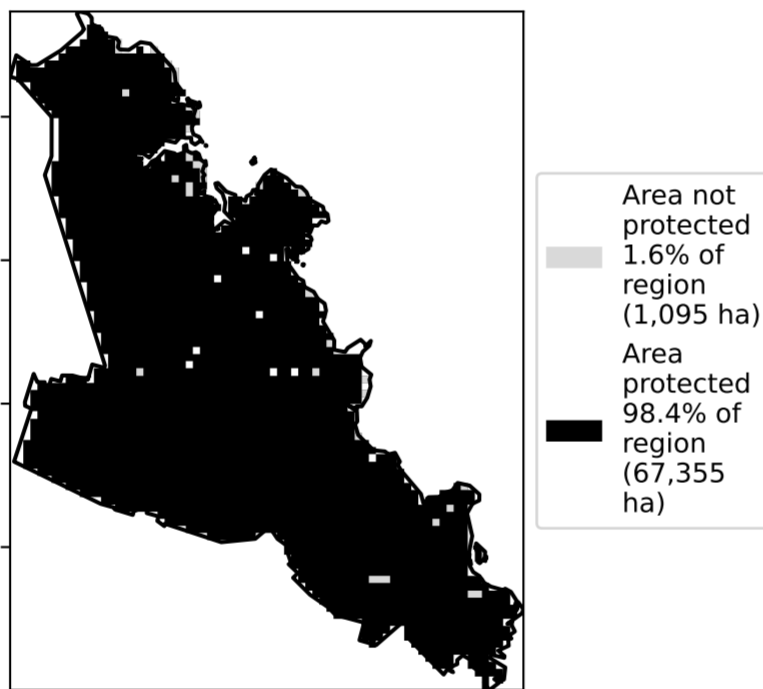 Area not
protected
1.6% of
region
(1,095 ha)
Area
protected
98.4% of
region
(67,355
ha)